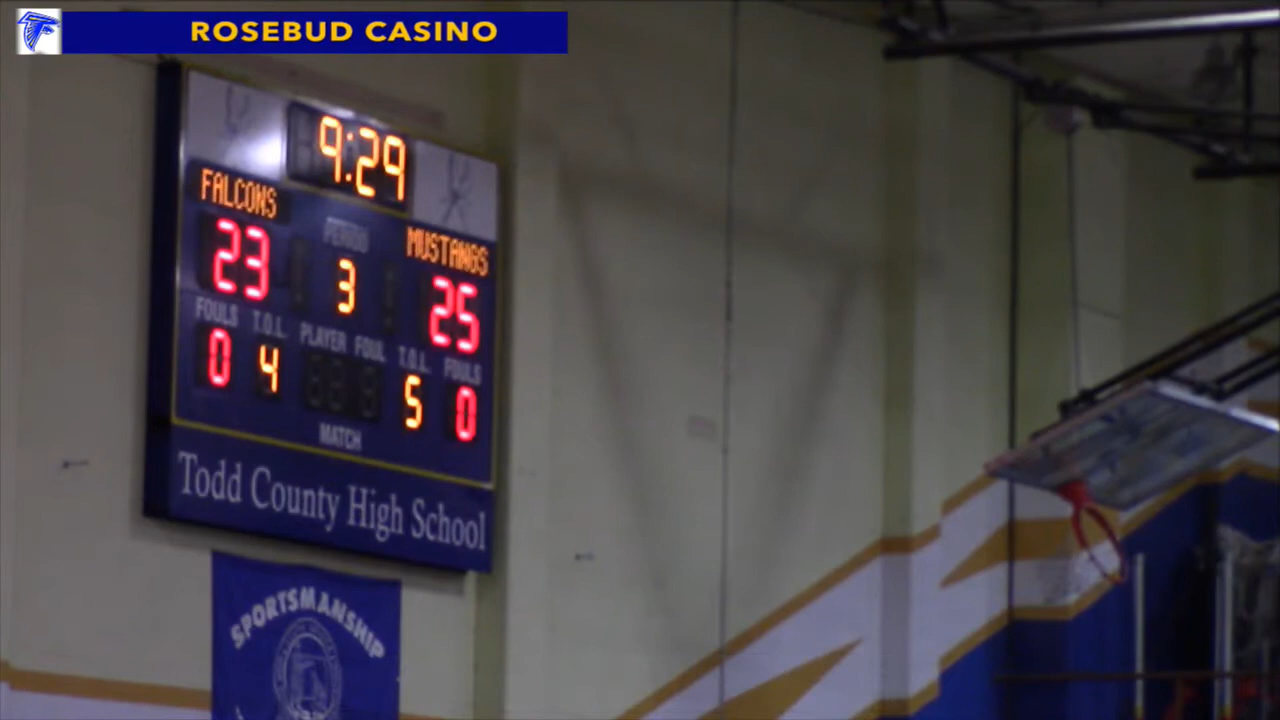 ROSEBUD CASINO
9:29
FALCONS PERIOD MUSTANGS
23 3 25
FOULS T.O.L. PLAYER FOUL T.O.L. FOULS
0 4 5 0
MATCH
Todd County High School
SPORTSMANSHIP